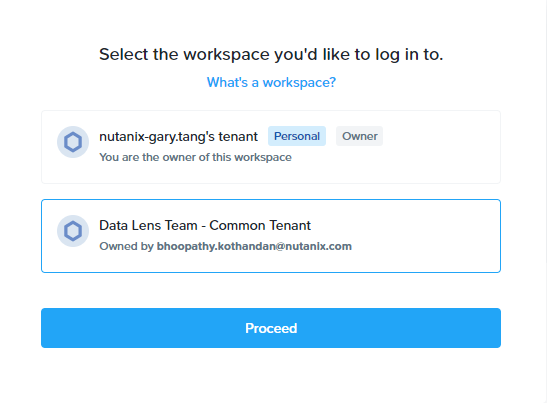 Select the workspace you'd like to log in to.
What's a workspace?
nutanix-gary.tang's tenant Personal Owner
You are the owner of this workspace
Data Lens Team - Common Tenant
Owned by bhoopathy.kothandan@nutanix.com
Proceed